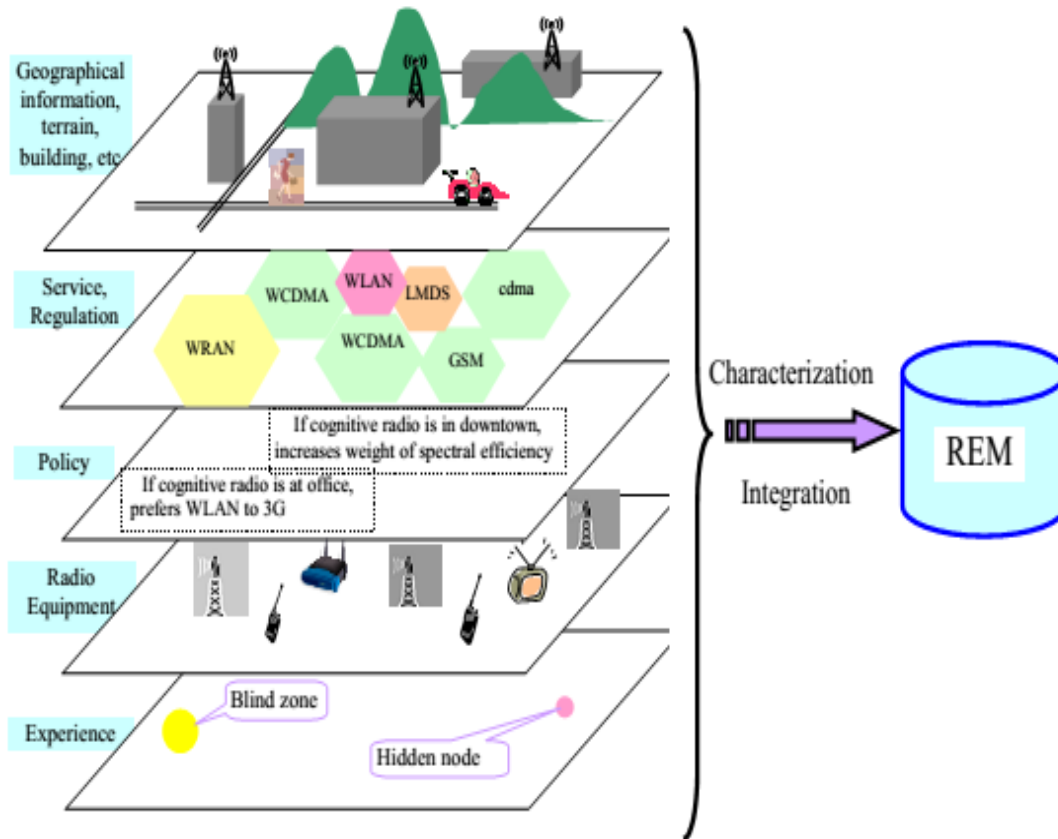 Geographical
information,
terrain,
building, etc
Service,
Regulation
WCDMA
WLAN
LMDS
cdma
WRAN
WCDMA
GSM
Policy
If cognitive radio is in downtown,
increases weight of spectral efficiency
If cognitive radio is at office,
prefers WLAN to 3G
Radio
Equipment
Experience
Blind zone
Hidden node
Characterization
Integration
REM